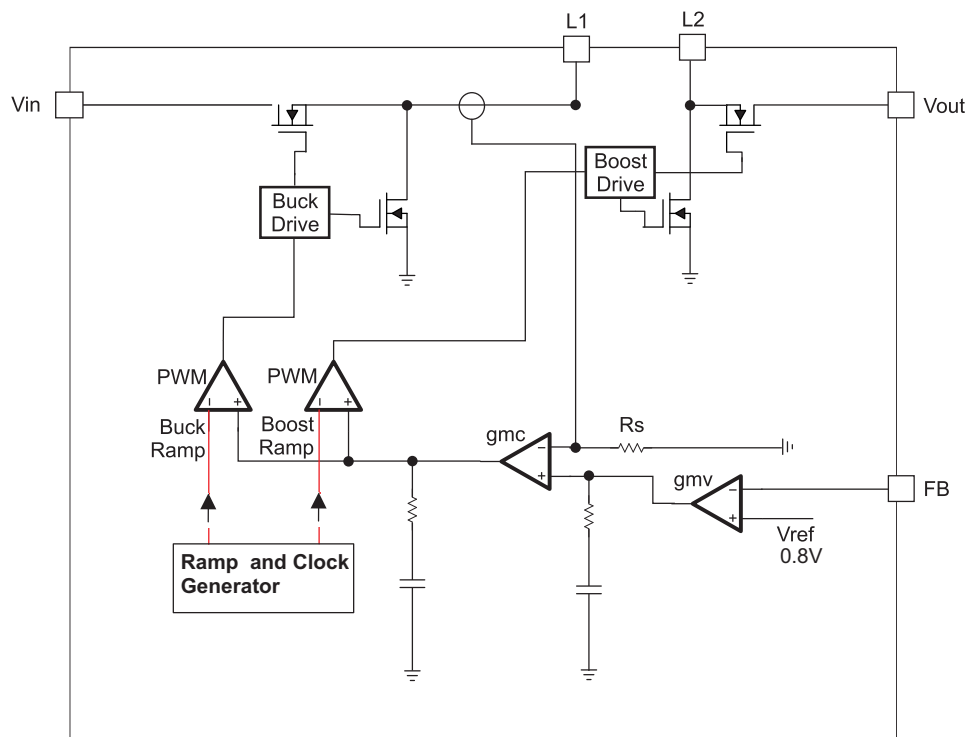 L1
L2
Vin
Vout
Boost
Drive
Buck
Drive
PWM
PWM
- +
- +
Buck
Ramp
Boost
Ramp
gmc
-
+
Rs
gmv
-
+
FB
Vref
0.8V
Ramp and Clock
Generator